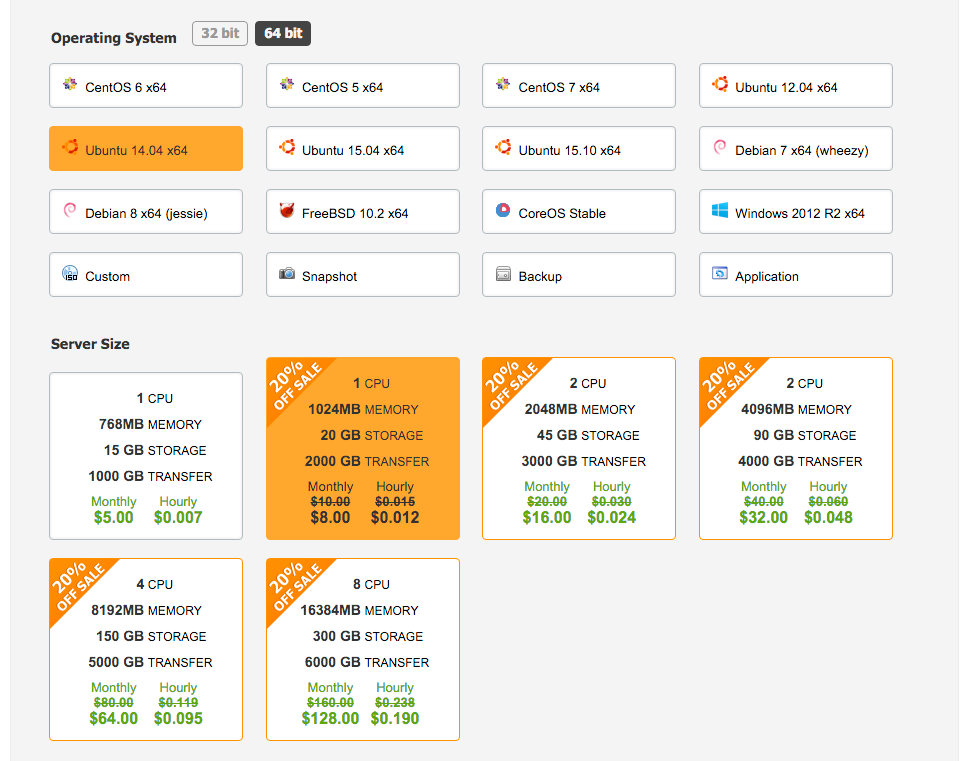 Operating System 32 bit 64 bit
CentOS 6 x64
CentOS 5 x64
CentOS 7 x64
Ubuntu 12.04 x64
Ubuntu 14.04 x64
Ubuntu 15.04 x64
Ubuntu 15.10 x64
Debian 7 x64 (wheezy)
Debian 8 x64 (jessie)
FreeBSD 10.2 x64
CoreOS Stable
Windows 2012 R2 x64
ISO
Custom
Snapshot
Backup
Application
Server Size
1 CPU
768MB MEMORY
15 GB STORAGE
1000 GB TRANSFER
Monthly Hourly
$5.00 $0.007
20%
OFF SALE
1 CPU
1024MB MEMORY
20 GB STORAGE
2000 GB TRANSFER
Monthly Hourly
$10.00 $0.015
$8.00 $0.012
20%
OFF SALE
2 CPU
2048MB MEMORY
45 GB STORAGE
3000 GB TRANSFER
Monthly Hourly
$20.00 $0.030
$16.00 $0.024
20%
OFF SALE
2 CPU
4096MB MEMORY
90 GB STORAGE
4000 GB TRANSFER
Monthly Hourly
$40.00 $0.060
$32.00 $0.048
20%
OFF SALE
4 CPU
8192MB MEMORY
150 GB STORAGE
5000 GB TRANSFER
Monthly Hourly
$80.00 $0.119
$64.00 $0.095
20%
OFF SALE
8 CPU
16384MB MEMORY
300 GB STORAGE
6000 GB TRANSFER
Monthly Hourly
$160.00 $0.238
$128.00 $0.190